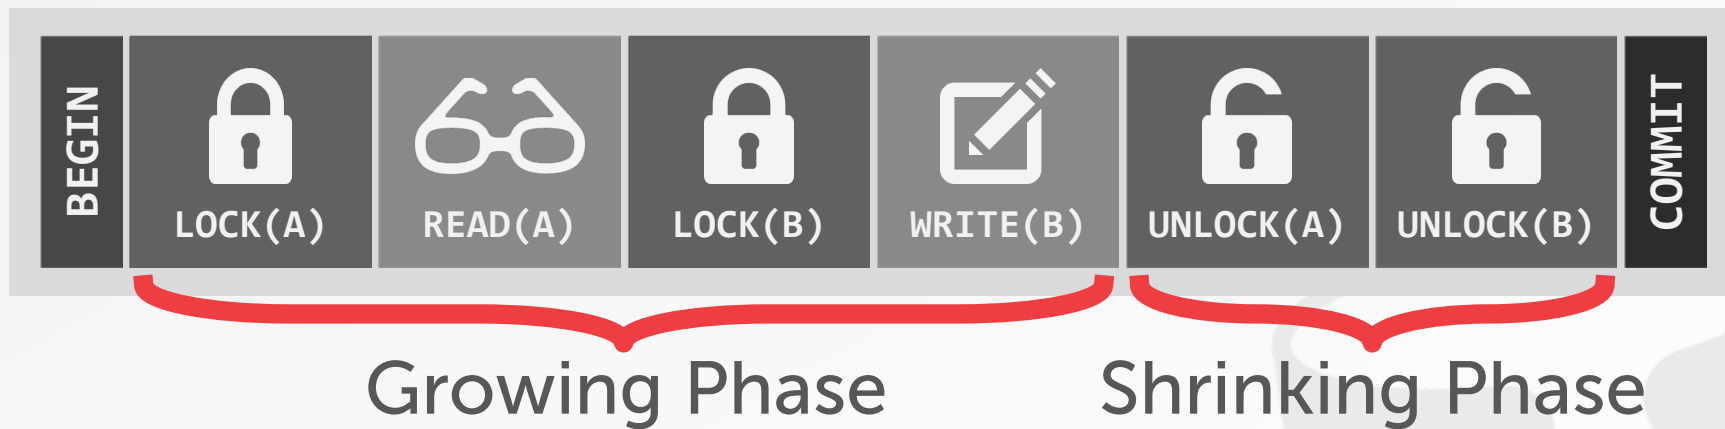 BEGIN
LOCK(A)
READ(A)
LOCK(B)
WRITE(B)
UNLOCK(A)
UNLOCK(B)
COMMIT
Growing Phase
Shrinking Phase